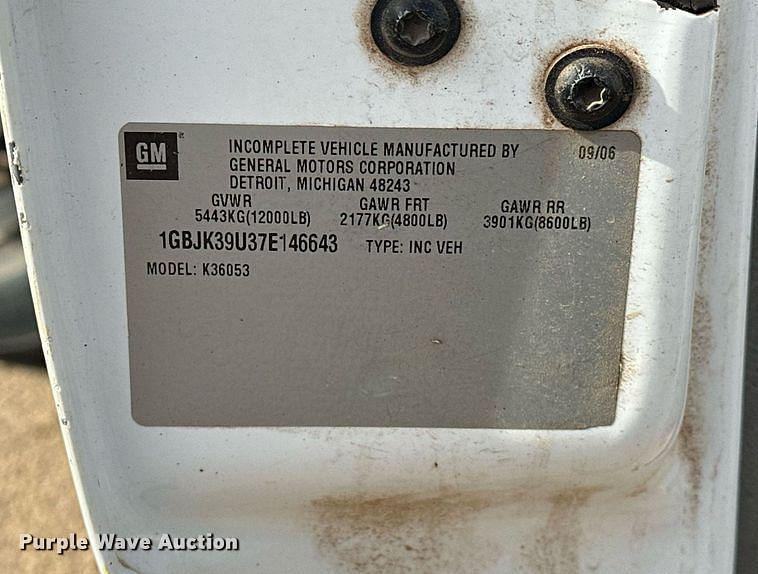 GM
INCOMPLETE VEHICLE MANUFACTURED BY 09/06
GENERAL MOTORS CORPORATION
DETROIT, MICHIGAN 48243
GVWR GAWR FRT GAWR RR
5443KG(12000LB) 2177KG(4800LB) 3901KG(8600LB)
1GBJK39U37E146643 TYPE: INC VEH
MODEL: K36053
Purple Wave Auction